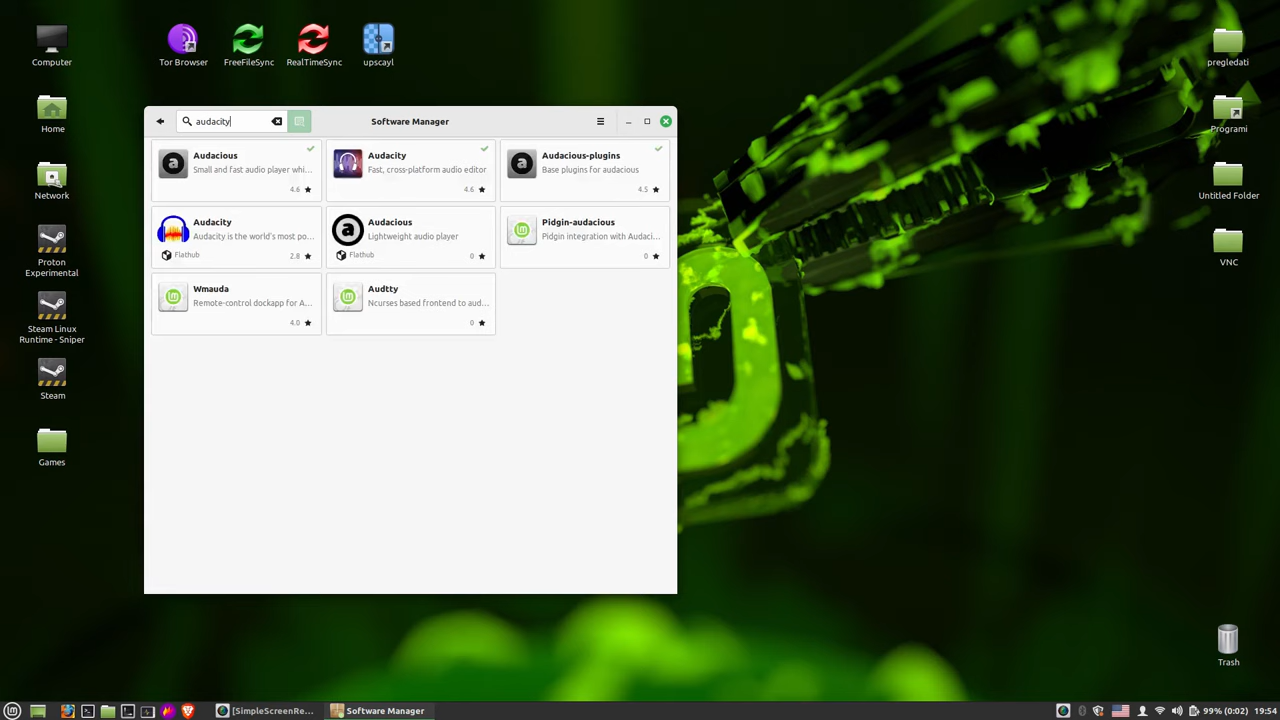 Computer
Tor Browser
FreeFileSync
RealTimeSync
upscayl
pregledati
Home
Programi
Network
Untitled Folder
Proton
Experimental
VNC
Steam Linux
Runtime - Sniper
Steam
Games
Trash
audacity
Software Manager
Audacious
Small and fast audio player whi...
4.6
Audacity
Fast, cross-platform audio editor
4.6
Audacious-plugins
Base plugins for audacious
4.5
Audacity
Audacity is the world's most po...
Flathub
2.8
Audacious
Lightweight audio player
Flathub
0
Pidgin-audacious
Pidgin integration with Audaci...
0
Wmauda
Remote-control dockapp for A...
4.0
Audtty
Ncurses based frontend to aud...
0
[SimpleScreenRe...
Software Manager
99% (0:02)
19:54